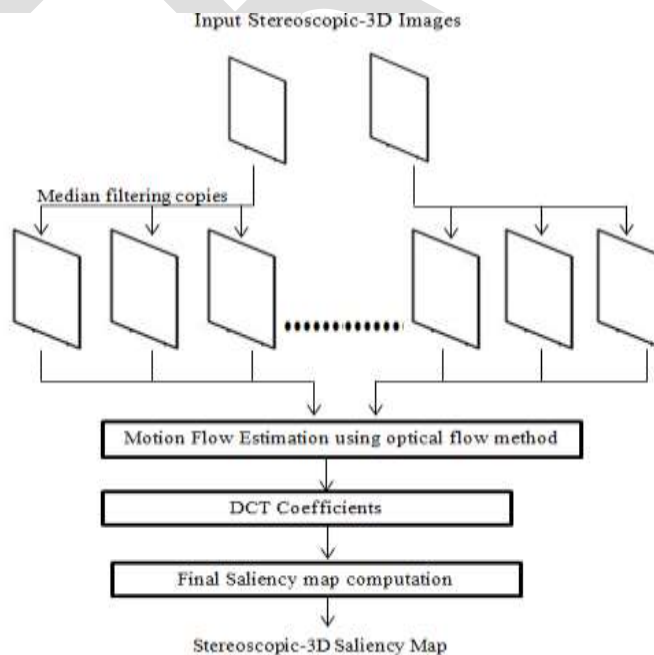 Input Stereoscopic-3D Images
Median filtering copies
Motion Flow Estimation using optical flow method
DCT Coefficients
Final Saliency map computation
Stereoscopic-3D Saliency Map